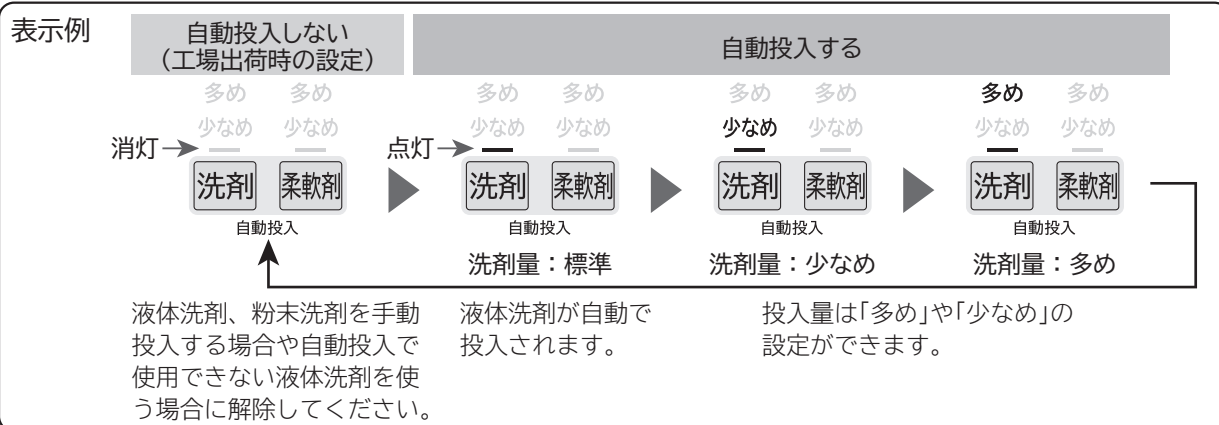 表示例
自動投入しない
（工場出荷時の設定）
自動投入する
多め 多め
少なめ 少なめ
消灯
洗剤 柔軟剤
自動投入
多め 多め
少なめ 少なめ
点灯
洗剤 柔軟剤
自動投入
洗剤量：標準
多め 多め
少なめ 少なめ
洗剤 柔軟剤
自動投入
洗剤量：少なめ
多め 多め
少なめ 少なめ
洗剤 柔軟剤
自動投入
洗剤量：多め
液体洗剤、粉末洗剤を手動
投入する場合や自動投入で
使用できない液体洗剤を使
う場合に解除してください。
液体洗剤が自動で
投入されます。
投入量は｢多め｣や｢少なめ｣の
設定ができます。